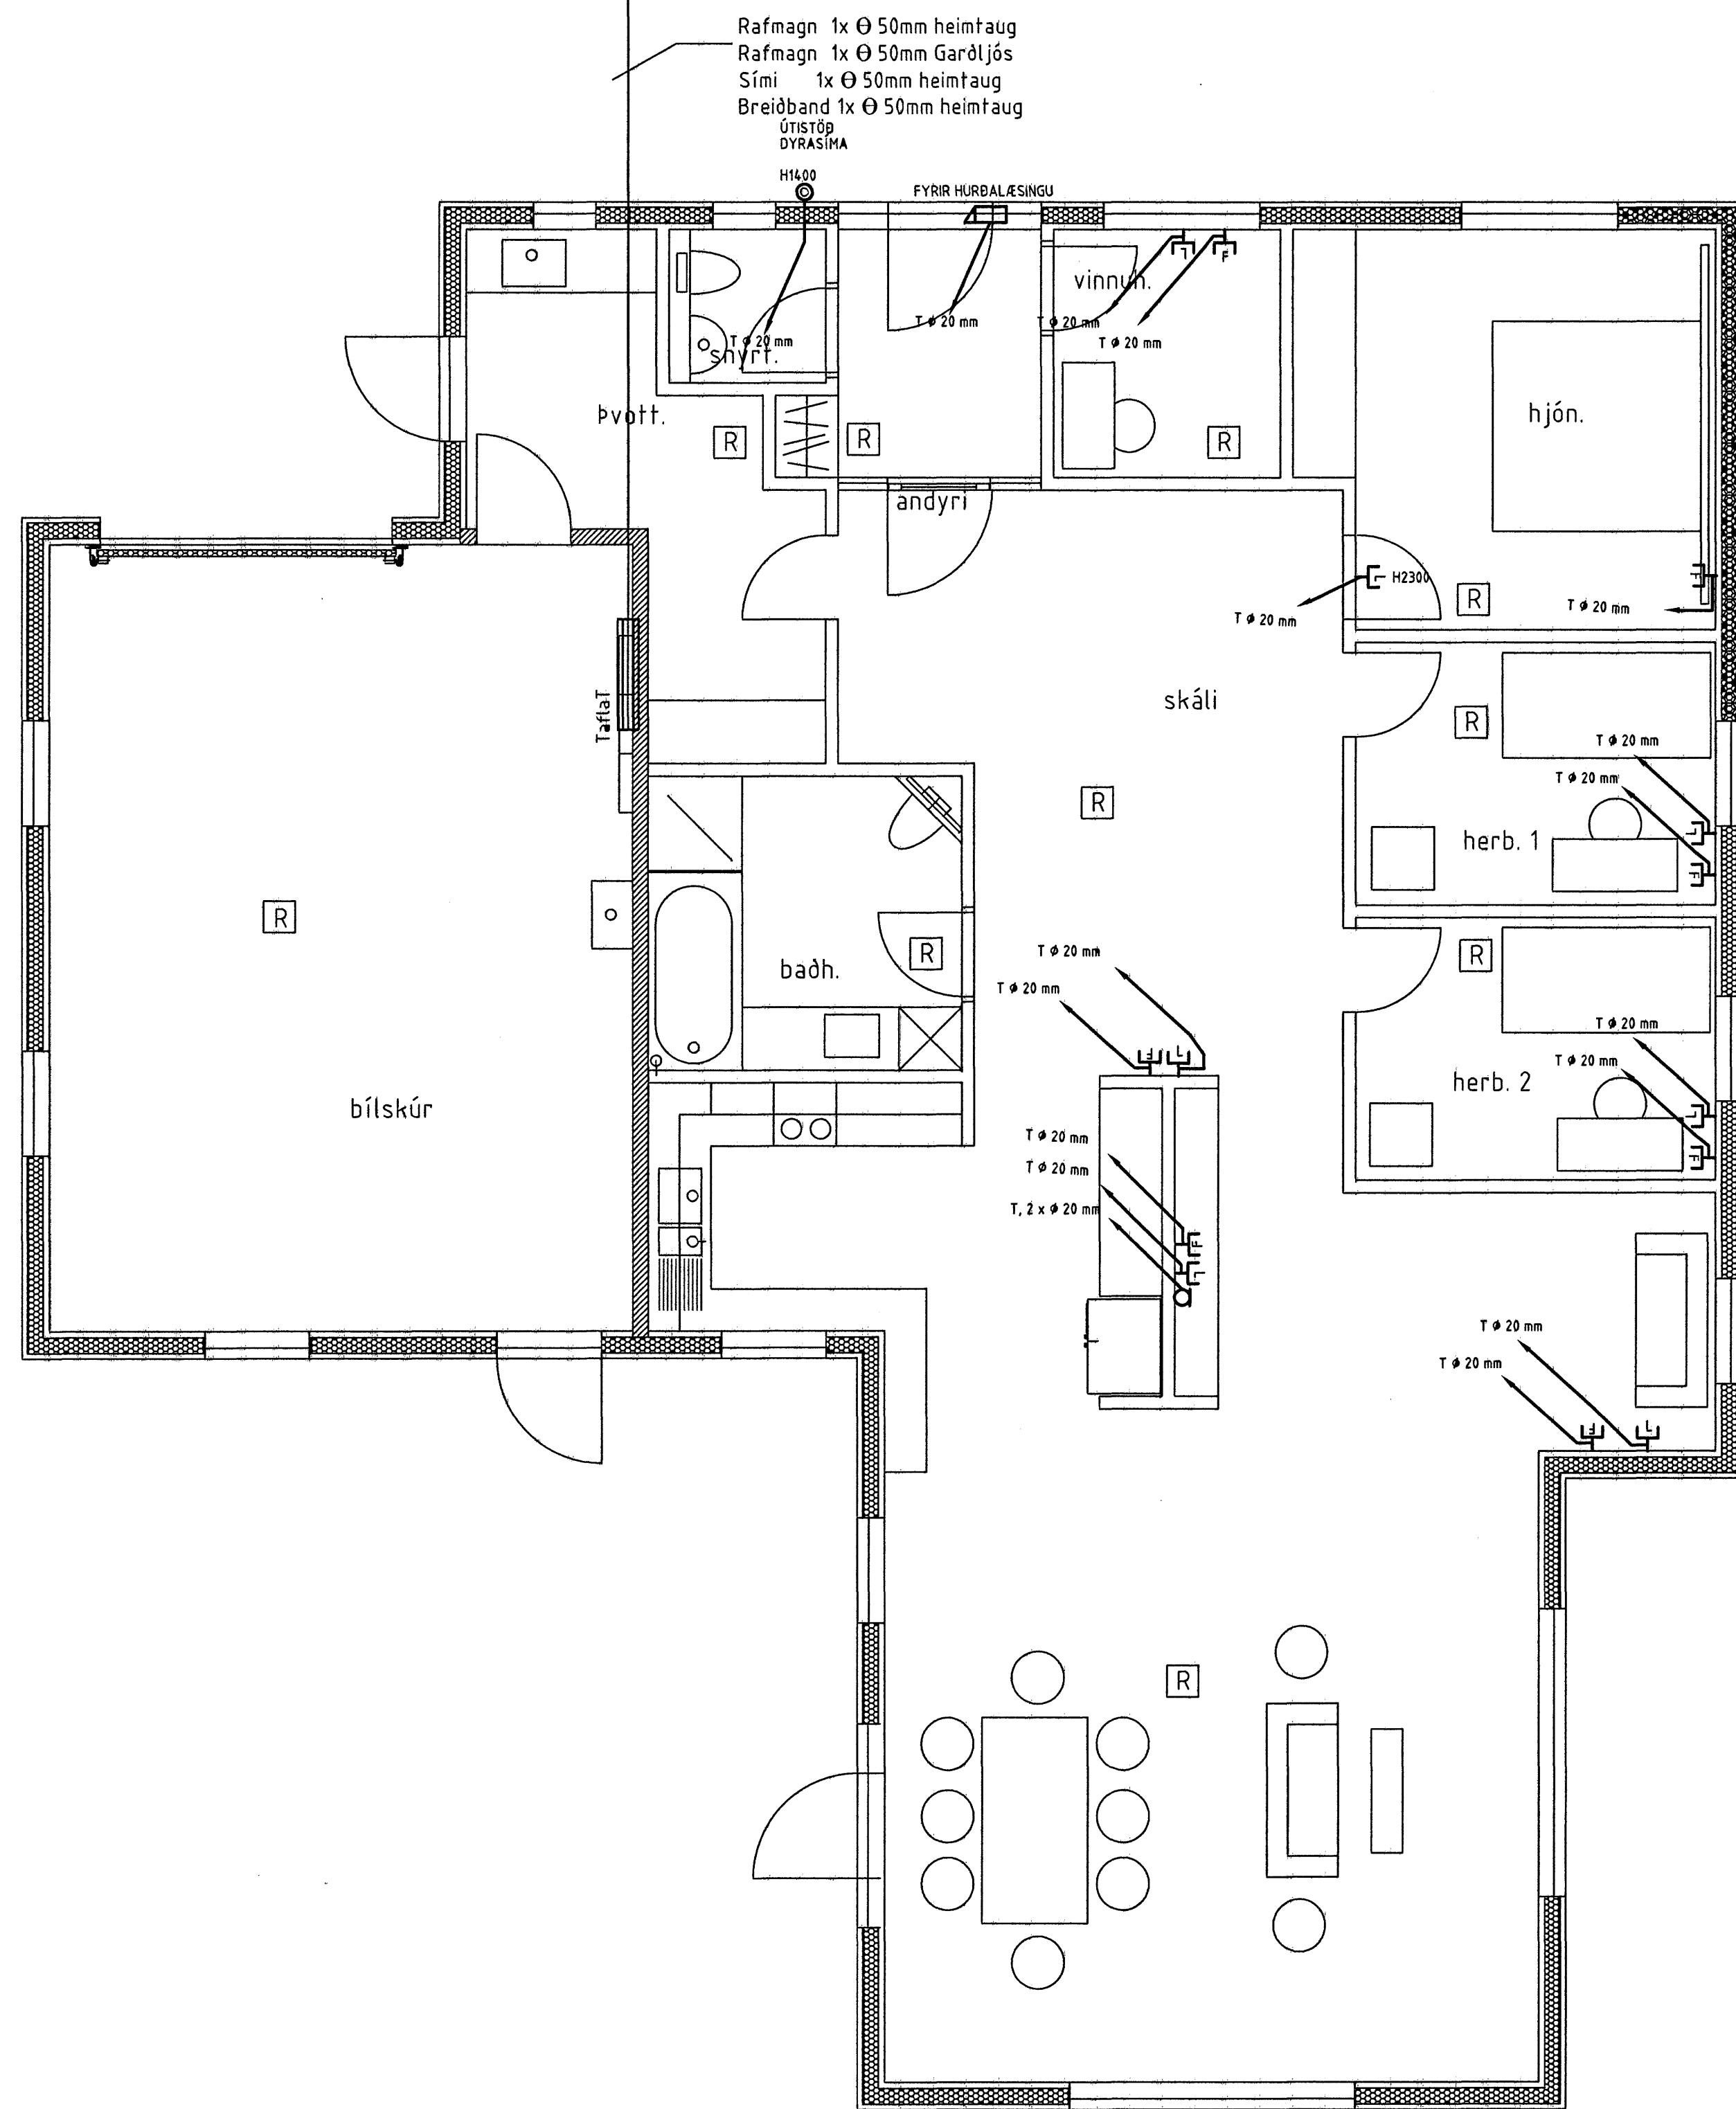 Rafmagn 1x Θ 50mm heimtaug
Rafmagn 1x Θ 50mm Garðljós
Sími 1x Θ 50mm heimtaug
Breiðband 1x Θ 50mm heimtaug
ÚTISTÖÐ
DYRASÍMA
H1400
FYRIR HURÐALÆSINGU
vinnuh.
T ø 20 mm
T ø 20 mm
T ø 20 mm
T ø 20 mm
snyrt.
Þvott.
hjón.
R
R
R
andyri
H2300
R
T ø 20 mm
T ø 20 mm
skáli
Tafla T
R
T ø 20 mm
T ø 20 mm
R
herb. 1
L
F
R
R
R
baðh.
T ø 20 mm
T ø 20 mm
T ø 20 mm
T ø 20 mm
F
L
herb. 2
bílskúr
L
F
T ø 20 mm
T ø 20 mm
T, 2 x ø 20 mm
F
L
T ø 20 mm
T ø 20 mm
F
L
R